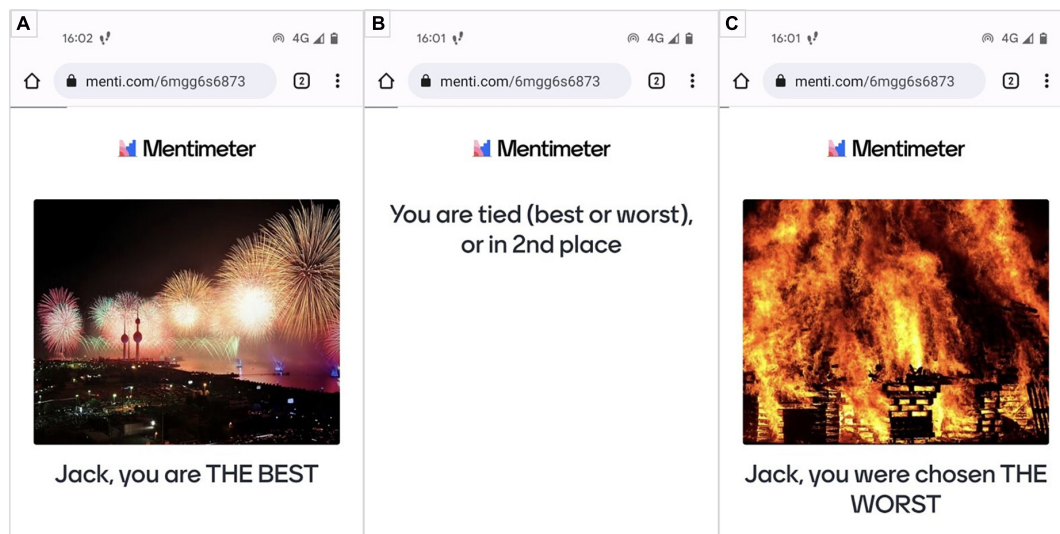 A
16:02
4G
menti.com/6mgg6s6873
2
Mentimeter
Jack, you are THE BEST
B
16:01
4G
menti.com/6mgg6s6873
2
Mentimeter
You are tied (best or worst),
or in 2nd place
C
16:01
4G
menti.com/6mgg6s6873
2
Mentimeter
Jack, you were chosen THE
WORST